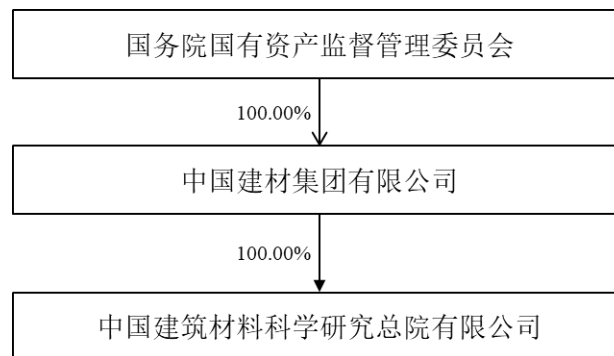 国务院国有资产监督管理委员会
100.00%
中国建材集团有限公司
100.00%
中国建筑材料科学研究总院有限公司